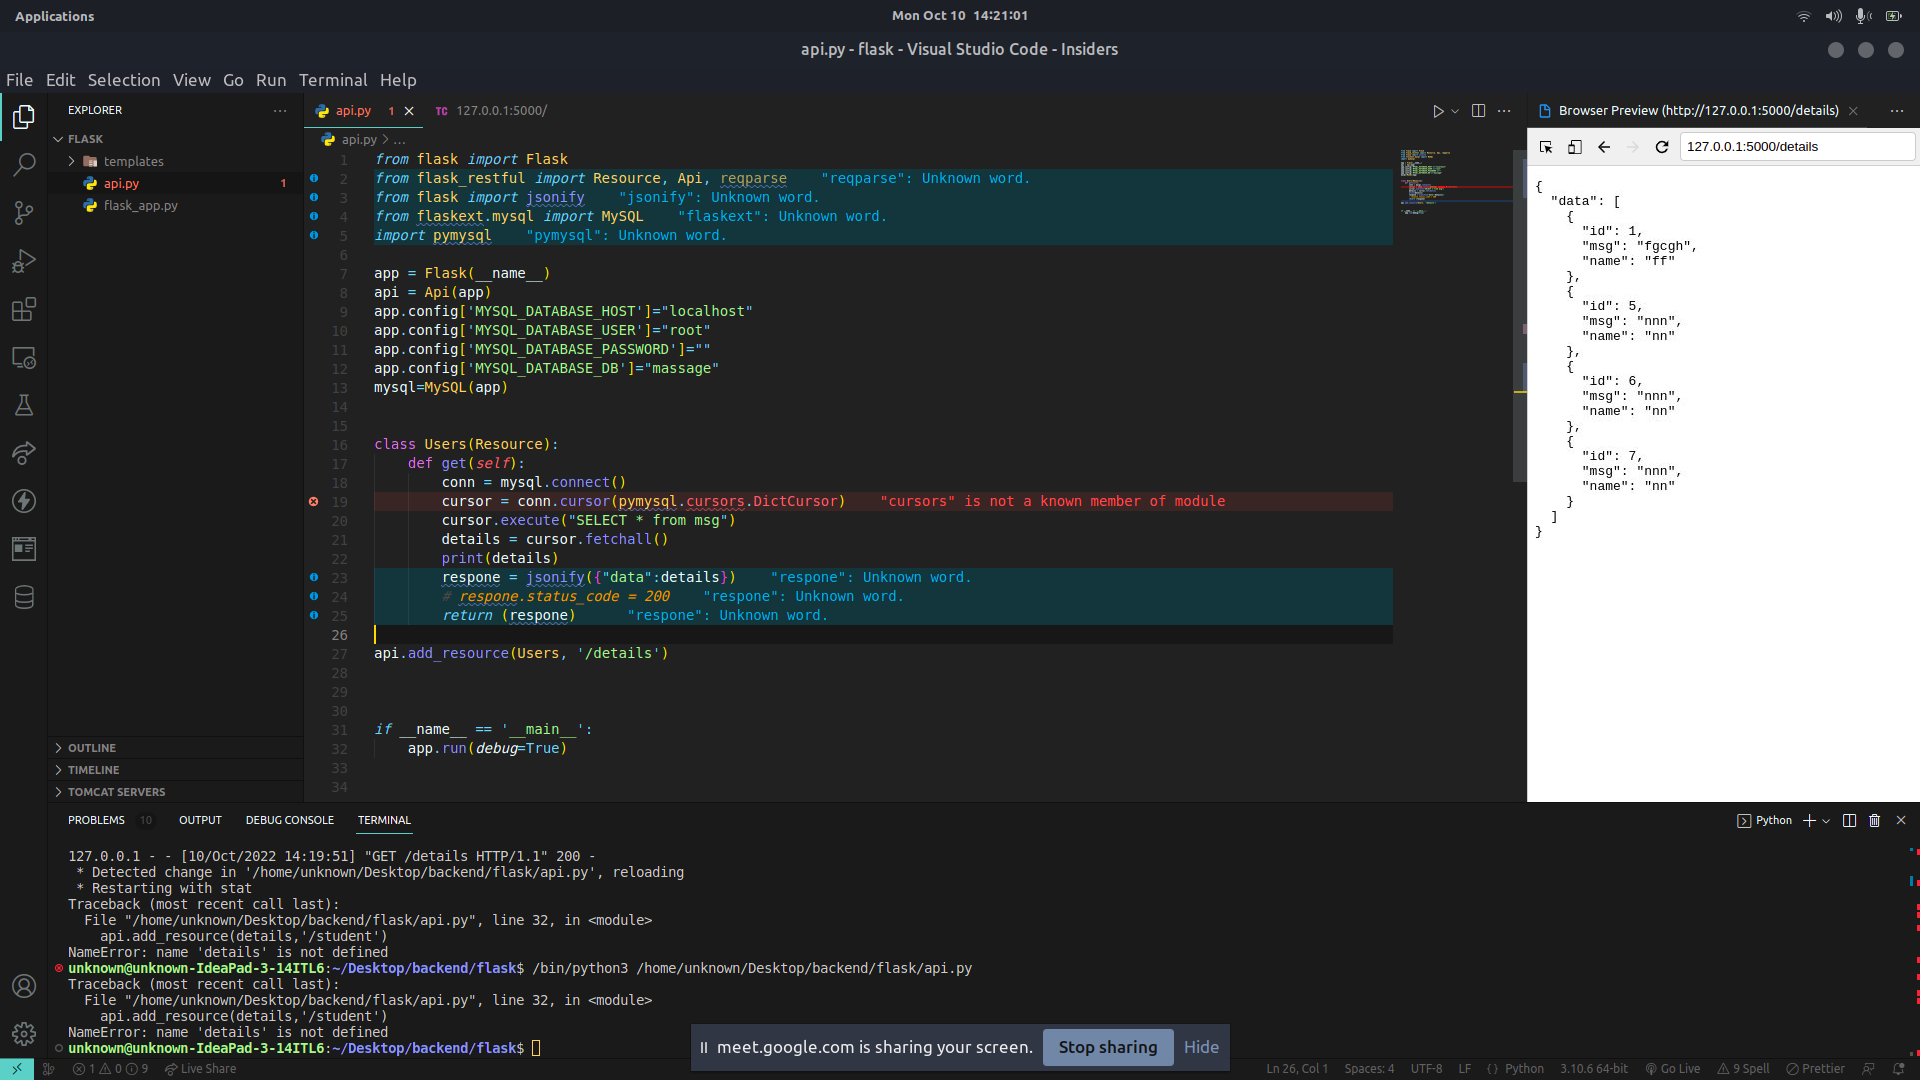 Applications
Mon Oct 10 14:21:01
api.py - flask - Visual Studio Code - Insiders
File Edit Selection View Go Run Terminal Help
EXPLORER
FLASK
templates
api.py 1
flask_app.py
OUTLINE
TIMELINE
TOMCAT SERVERS
api.py 1
TC 127.0.0.1:5000/
api.py > ...
1 from flask import Flask
2 from flask_restful import Resource, Api, reqparse "reqparse": Unknown word.
3 from flask import jsonify "jsonify": Unknown word.
4 from flaskext.mysql import MySQL "flaskext": Unknown word.
5 import pymysql "pymysql": Unknown word.
6
7 app = Flask(__name__)
8 api = Api(app)
9 app.config['MYSQL_DATABASE_HOST']="localhost"
10 app.config['MYSQL_DATABASE_USER']="root"
11 app.config['MYSQL_DATABASE_PASSWORD']=""
12 app.config['MYSQL_DATABASE_DB']="massage"
13 mysql=MySQL(app)
14
15
16 class Users(Resource):
17 def get(self):
18 conn = mysql.connect()
19 cursor = conn.cursor(pymysql.cursors.DictCursor) "cursors" is not a known member of module
20 cursor.execute("SELECT * from msg")
21 details = cursor.fetchall()
22 print(details)
23 respone = jsonify({"data":details}) "respone": Unknown word.
24 # respone.status_code = 200 "respone": Unknown word.
25 return (respone) "respone": Unknown word.
26
27 api.add_resource(Users, '/details')
28
29
30
31 if __name__ == '__main__':
32 app.run(debug=True)
33
34
Browser Preview (http://127.0.0.1:5000/details)
127.0.0.1:5000/details
{
"data": [
{
"id": 1,
"msg": "fgcgh",
"name": "ff"
},
{
"id": 5,
"msg": "nnn",
"name": "nn"
},
{
"id": 6,
"msg": "nnn",
"name": "nn"
},
{
"id": 7,
"msg": "nnn",
"name": "nn"
}
]
}
PROBLEMS 10 OUTPUT DEBUG CONSOLE TERMINAL
Python
127.0.0.1 - - [10/Oct/2022 14:19:51] "GET /details HTTP/1.1" 200 -
* Detected change in '/home/unknown/Desktop/backend/flask/api.py', reloading
* Restarting with stat
Traceback (most recent call last):
File "/home/unknown/Desktop/backend/flask/api.py", line 32, in <module>
api.add_resource(details,'/student')
NameError: name 'details' is not defined
unknown@unknown-IdeaPad-3-14ITL6:~/Desktop/backend/flask$ /bin/python3 /home/unknown/Desktop/backend/flask/api.py
Traceback (most recent call last):
File "/home/unknown/Desktop/backend/flask/api.py", line 32, in <module>
api.add_resource(details,'/student')
NameError: name 'details' is not defined
unknown@unknown-IdeaPad-3-14ITL6:~/Desktop/backend/flask$
meet.google.com is sharing your screen. Stop sharing Hide
1 0 9 Live Share
Ln 26, Col 1 Spaces: 4 UTF-8 LF { } Python 3.10.6 64-bit Go Live 9 Spell Prettier